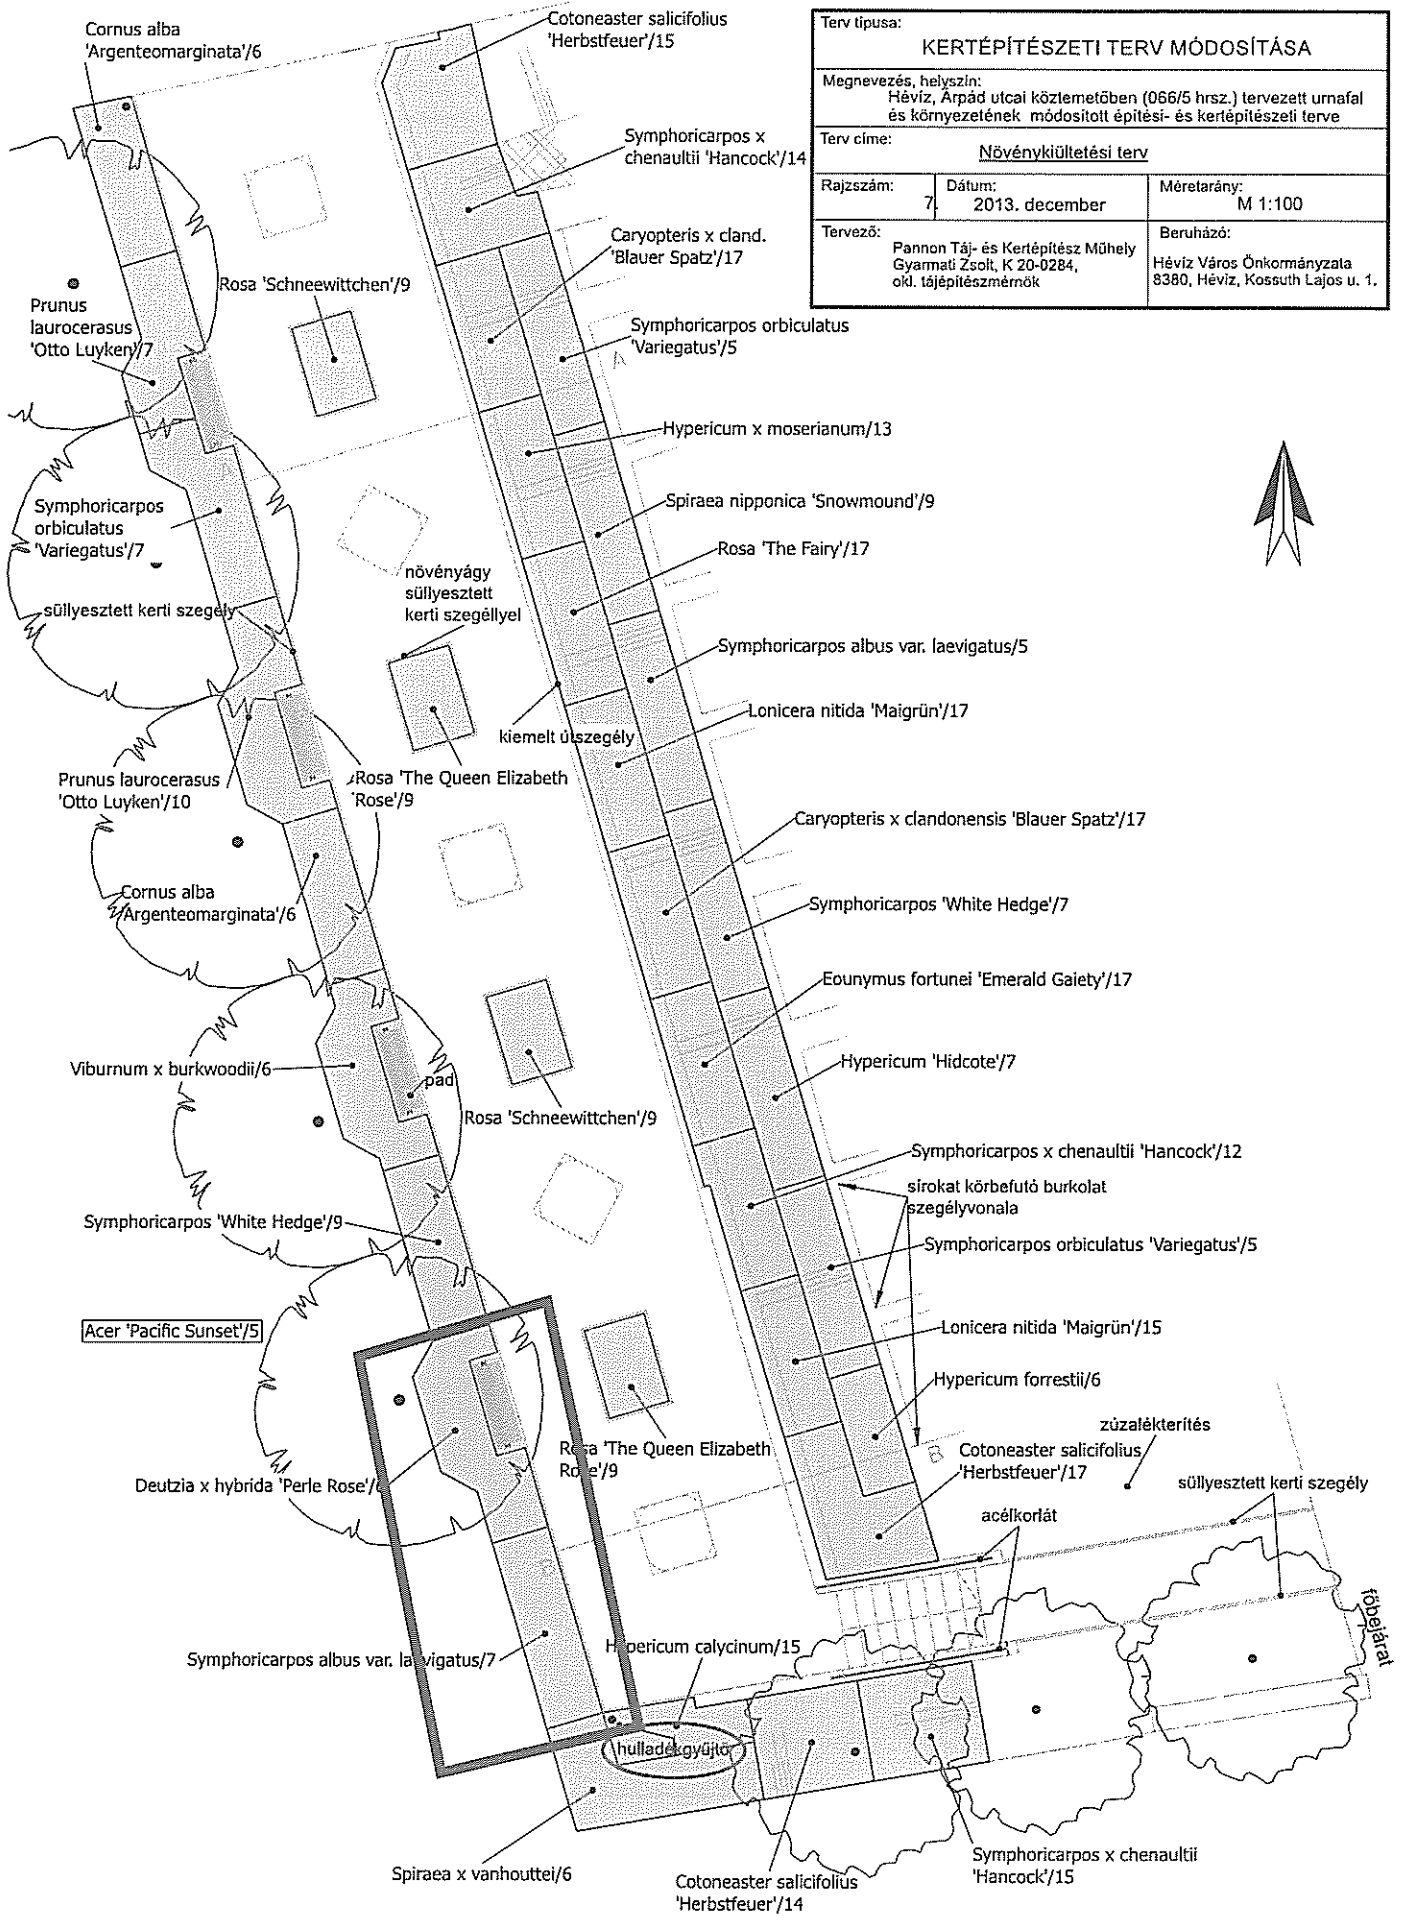 Terv típusa:
KERTÉPÍTÉSZETI TERV MÓDOSÍTÁSA
Megnevezés, helyszín:
Hévíz, Árpád utcai köztemetőben (066/5 hrsz.) tervezett urnafal
és környezetének módosított építési- és kertépítészeti terve
Terv címe:
Növénykiültetési terv
Rajzszám:
7.
Dátum:
2013. december
Méretarány:
M 1:100
Tervező:
Pannon Táj- és Kertépítész Műhely
Gyarmati Zsolt, K 20-0284,
okl. tájépítészmérnök
Beruházó:
Hévíz Város Önkormányzata
8380, Hévíz, Kossuth Lajos u. 1.
Cornus alba
'Argenteomarginata'/6
Cotoneaster salicifolius
'Herbstfeuer'/15
Symphoricarpos x
chenaultii 'Hancock'/14
Caryopteris x cland.
'Blauer Spatz'/17
Rosa 'Schneewittchen'/9
Prunus
laurocerasus
'Otto Luyken'/7
Symphoricarpos orbiculatus
'Variegatus'/5
A
Hypericum x moserianum/13
Symphoricarpos
orbiculatus
'Variegatus'/7
Spiraea nipponica 'Snowmound'/9
Rosa 'The Fairy'/17
növényágy
süllyesztett
kerti szegéllyel
süllyesztett kerti szegély
Symphoricarpos albus var. laevigatus/5
Lonicera nitida 'Maigrün'/17
kiemelt útszegély
Prunus laurocerasus
'Otto Luyken'/10
Rosa 'The Queen Elizabeth
Rose'/9
Caryopteris x clandonensis 'Blauer Spatz'/17
Cornus alba
'Argenteomarginata'/6
Symphoricarpos 'White Hedge'/7
Eounymus fortunei 'Emerald Gaiety'/17
Viburnum x burkwoodii/6
pad
Hypericum 'Hidcote'/7
Rosa 'Schneewittchen'/9
Symphoricarpos x chenaultii 'Hancock'/12
sírokat körbefutó burkolat
szegélyvonala
Symphoricarpos 'White Hedge'/9
Symphoricarpos orbiculatus 'Variegatus'/5
Acer 'Pacific Sunset'/5
Lonicera nitida 'Maigrün'/15
Hypericum forrestii/6
zúzalékterítés
B
Rosa 'The Queen Elizabeth
Rose'/9
Cotoneaster salicifolius
'Herbstfeuer'/17
Deutzia x hybrida 'Perle Rose'/
süllyesztett kerti szegély
acélkorlát
főbejárat
Symphoricarpos albus var. laevigatus/7
Hypericum calycinum/15
hulladékgyűjtő
Spiraea x vanhouttei/6
Cotoneaster salicifolius
'Herbstfeuer'/14
Symphoricarpos x chenaultii
'Hancock'/15